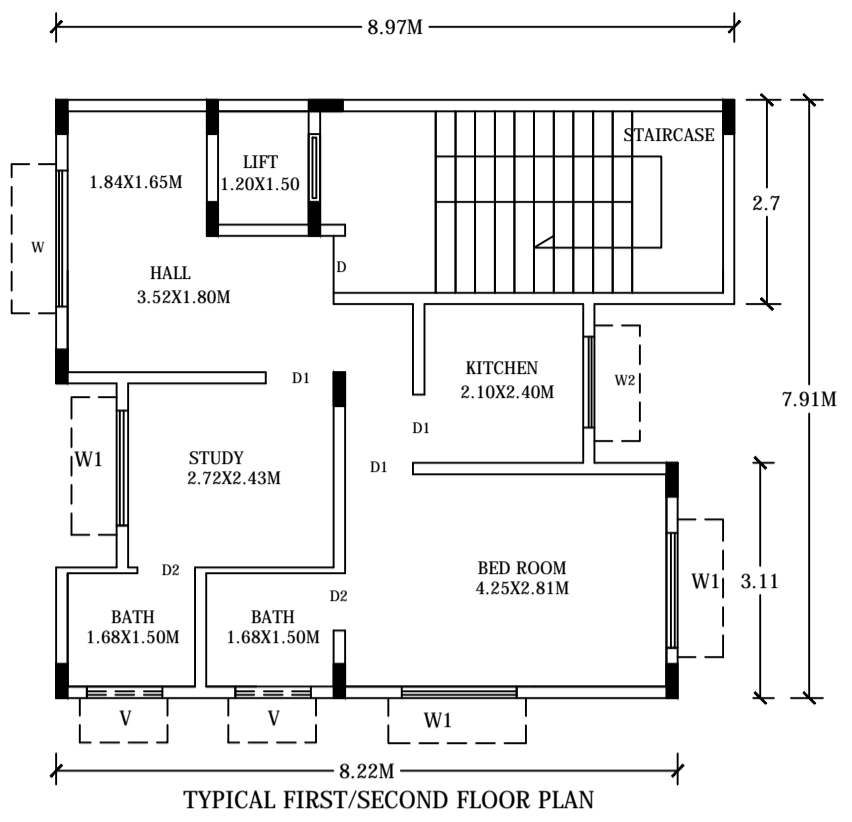 8.97M
STAIRCASE
LIFT
1.20X1.50
1.84X1.65M
2.7
W
D
HALL
3.52X1.80M
KITCHEN
2.10X2.40M
D1
W2
7.91M
D1
W1
STUDY
2.72X2.43M
D1
D2
BED ROOM
4.25X2.81M
W1
3.11
D2
BATH
1.68X1.50M
BATH
1.68X1.50M
V
V
W1
8.22M
TYPICAL FIRST/SECOND FLOOR PLAN